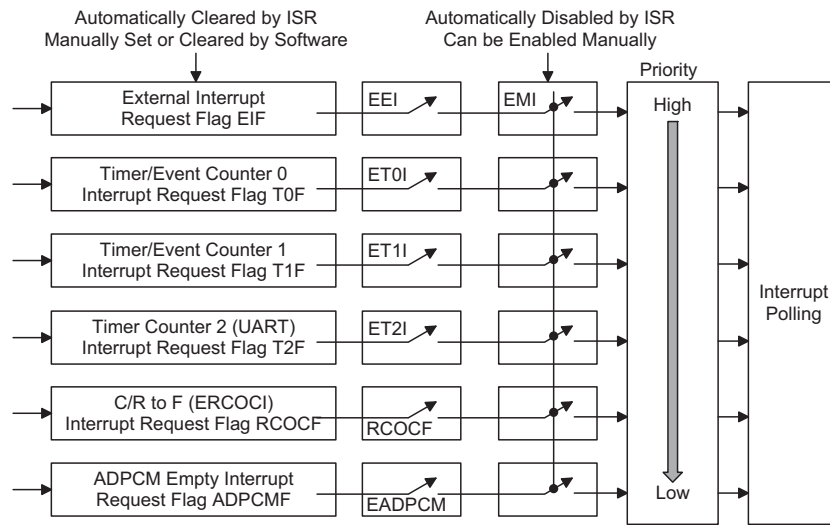 Automatically Cleared by ISR
Manually Set or Cleared by Software
Automatically Disabled by ISR
Can be Enabled Manually
Priority
External Interrupt
Request Flag EIF
EEI
EMI
High
Timer/Event Counter 0
Interrupt Request Flag T0F
ET0I
Timer/Event Counter 1
Interrupt Request Flag T1F
ET1I
Interrupt
Polling
Timer Counter 2 (UART)
Interrupt Request Flag T2F
ET2I
C/R to F (ERCOCI)
Interrupt Request Flag RCOCF
RCOCF
ADPCM Empty Interrupt
Request Flag ADPCMF
EADPCM
Low